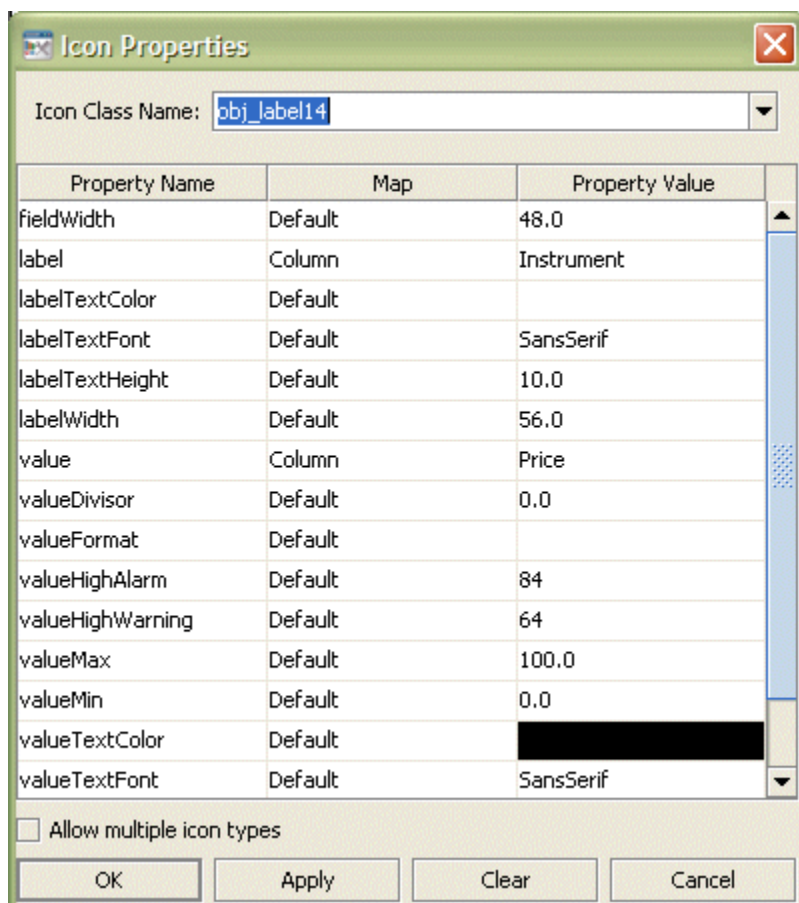 Icon Properties
Icon Class Name: obj_label14
Property Name Map Property Value
fieldWidth Default 48.0
label Column Instrument
labelTextColor Default
labelTextFont Default SansSerif
labelTextHeight Default 10.0
labelWidth Default 56.0
value Column Price
valueDivisor Default 0.0
valueFormat Default
valueHighAlarm Default 84
valueHighWarning Default 64
valueMax Default 100.0
valueMin Default 0.0
valueTextColor Default
valueTextFont Default SansSerif
Allow multiple icon types
OK Apply Clear Cancel